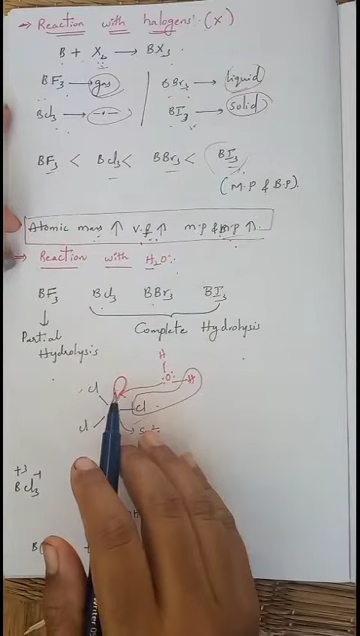 → Reaction with halogens (X)
B + X₂ → BX₃
BF₃ → gas
BCl₃ → —"—
BBr₃ → liquid
BI₃ → solid
BF₃ < BCl₃ < BBr₃ < BI₃
(M.P & B.P).
Atomic mass ↑ v.f ↑ m.p & b.p ↑.
⇒ Reaction with H₂O:
BF₃ BCl₃ BBr₃ BI₃
↓
Partial Hydrolysis
Complete Hydrolysis
H
Cl
O
H
Cl
Cl
+3 -1
BCl₃